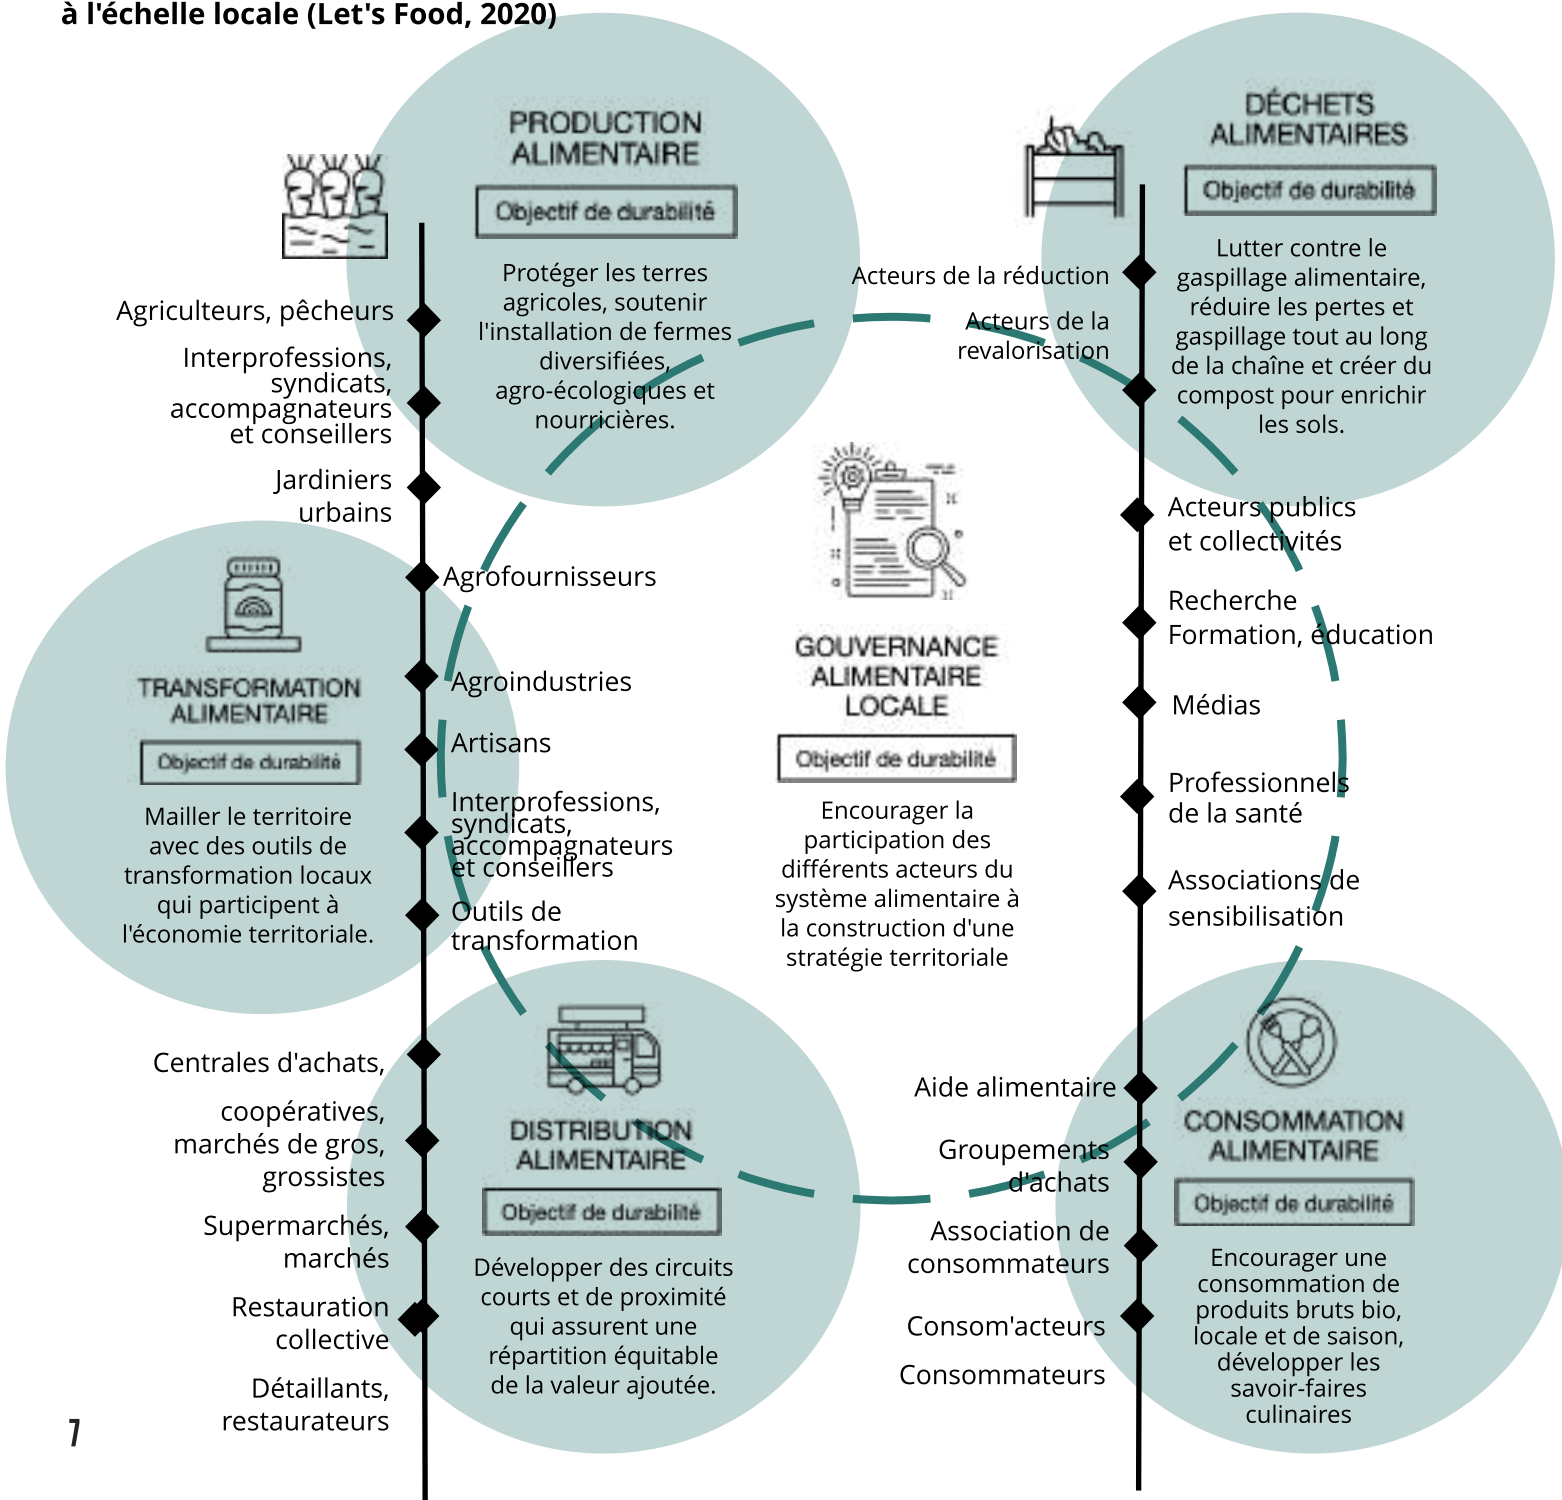 à l'échelle locale (Let's Food, 2020)
PRODUCTION
ALIMENTAIRE
Objectif de durabilité
Protéger les terres
agricoles, soutenir
l'installation de fermes
diversifiées,
agro-écologiques et
nourricières.
Agriculteurs, pêcheurs
Interprofessions,
syndicats,
accompagnateurs
et conseillers
Jardiniers
urbains
Agrofournisseurs
TRANSFORMATION
ALIMENTAIRE
Objectif de durabilité
Mailler le territoire
avec des outils de
transformation locaux
qui participent à
l'économie territoriale.
Agroindustries
Artisans
Interprofessions,
syndicats,
accompagnateurs
et conseillers
Outils de
transformation
Centrales d'achats,
coopératives,
marchés de gros,
grossistes
Supermarchés,
marchés
Restauration
collective
Détaillants,
restaurateurs
DISTRIBUTION
ALIMENTAIRE
Objectif de durabilité
Développer des circuits
courts et de proximité
qui assurent une
répartition équitable
de la valeur ajoutée.
GOUVERNANCE
ALIMENTAIRE
LOCALE
Objectif de durabilité
Encourager la
participation des
différents acteurs du
système alimentaire à
la construction d'une
stratégie territoriale
DÉCHETS
ALIMENTAIRES
Objectif de durabilité
Lutter contre le
gaspillage alimentaire,
réduire les pertes et
gaspillage tout au long
de la chaîne et créer du
compost pour enrichir
les sols.
Acteurs de la réduction
Acteurs de la
revalorisation
Acteurs publics
et collectivités
Recherche
Formation, éducation
Médias
Professionnels
de la santé
Associations de
sensibilisation
Aide alimentaire
Groupements
d'achats
Association de
consommateurs
Consom'acteurs
Consommateurs
CONSOMMATION
ALIMENTAIRE
Objectif de durabilité
Encourager une
consommation de
produits bruts bio,
locale et de saison,
développer les
savoir-faires
culinaires
7